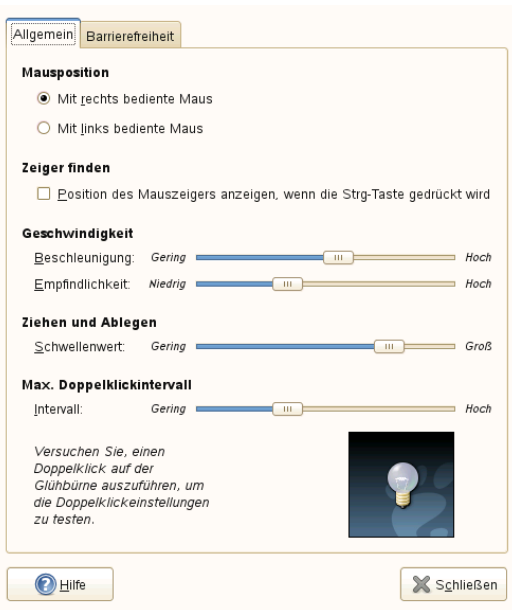 Allgemein Barrierefreiheit
Mausposition
Mit rechts bediente Maus
Mit links bediente Maus
Zeiger finden
Position des Mauszeigers anzeigen, wenn die Strg-Taste gedrückt wird
Geschwindigkeit
Beschleunigung: Gering Hoch
Empfindlichkeit: Niedrig Hoch
Ziehen und Ablegen
Schwellenwert: Gering Groß
Max. Doppelklickintervall
Intervall: Gering Hoch
Versuchen Sie, einen
Doppelklick auf der
Glühbürne auszuführen, um
die Doppelklickeinstellungen
zu testen.
Hilfe Schließen